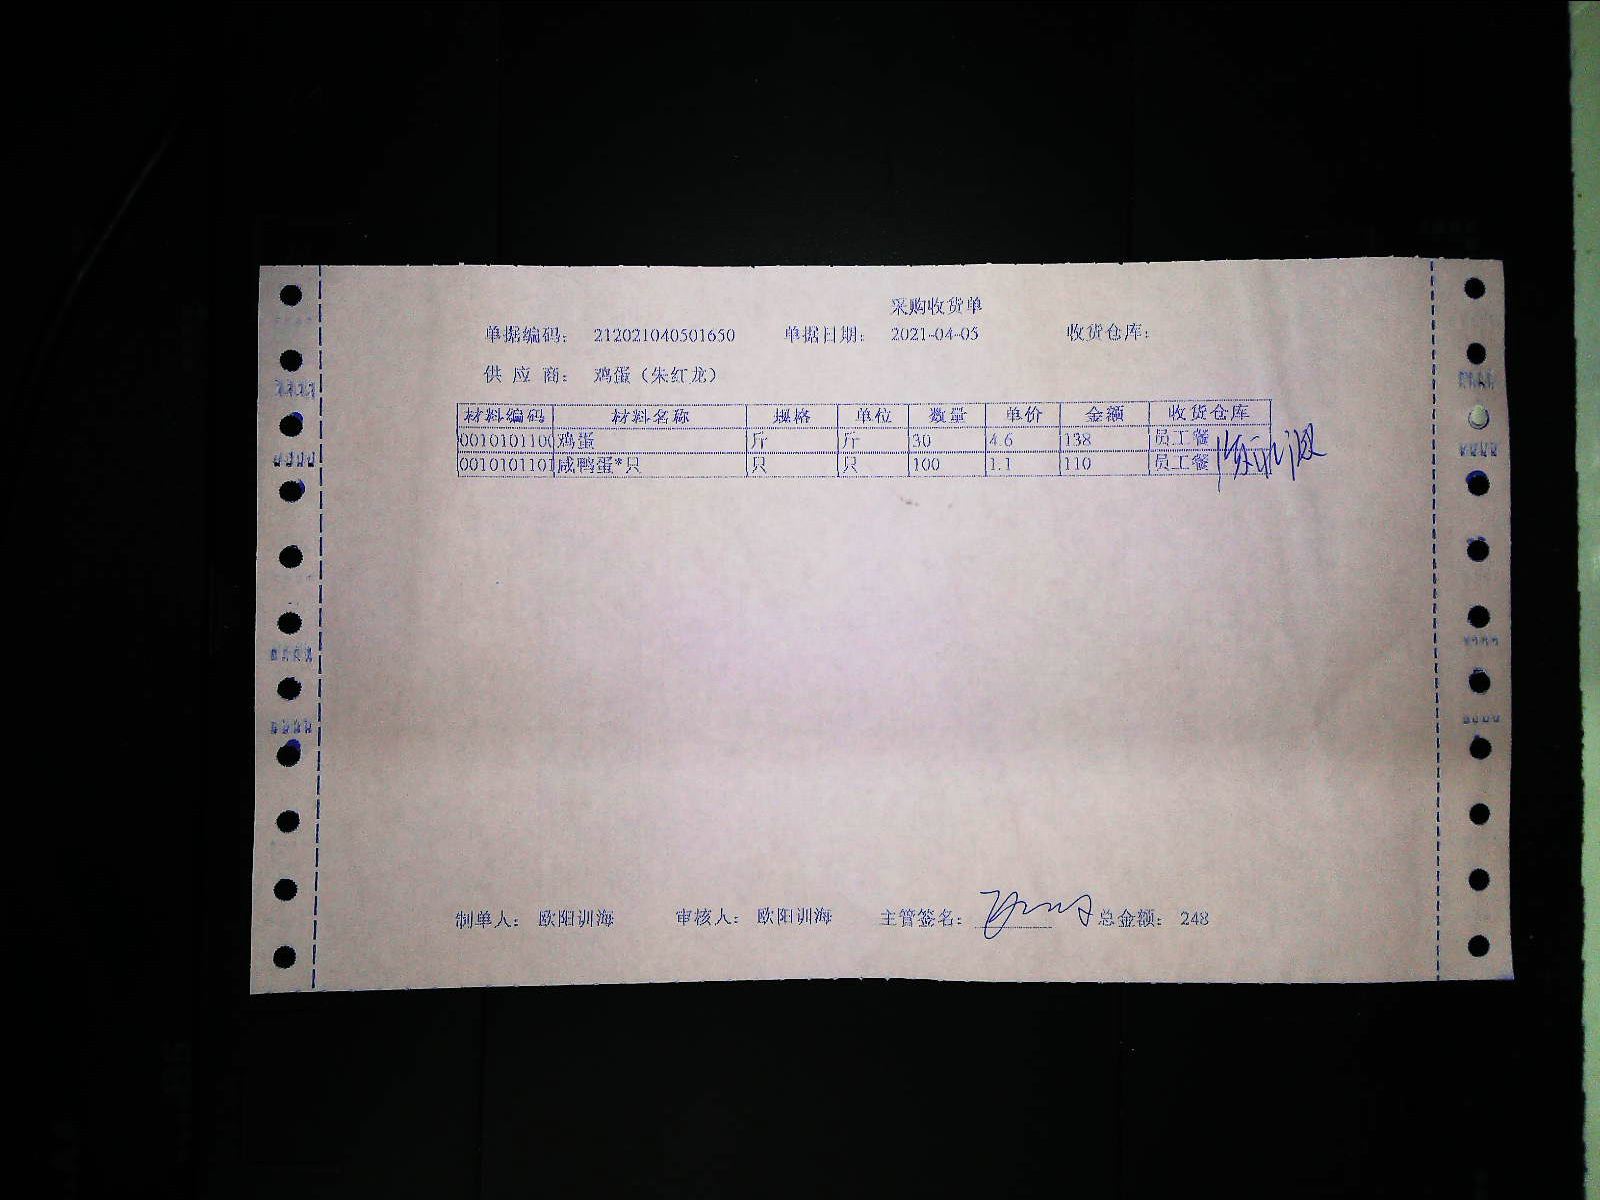 采购收货单
单据编码： 212021040501650 单据日期： 2021-04-05 收货仓库：
供 应 商： 鸡蛋（朱红龙）
材料编码 材料名称 规格 单位 数量 单价 金额 收货仓库
001010110 鸡蛋 斤 斤 30 4.6 138 员工餐
0010101101 咸鸭蛋*只 只 只 100 1.1 110 员工餐
制单人： 欧阳训海 审核人： 欧阳训海 主管签名： 总金额： 248